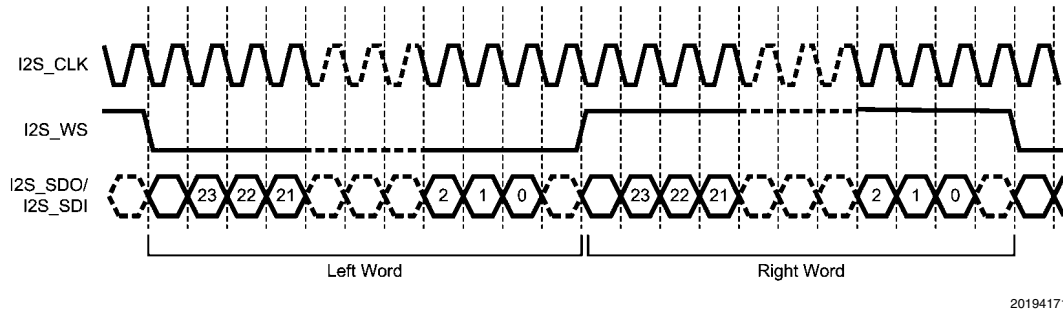 I2S_CLK
I2S_WS
I2S_SDO/
I2S_SDI
23 22 21 2 1 0 23 22 21 2 1 0
Left Word Right Word
2019417